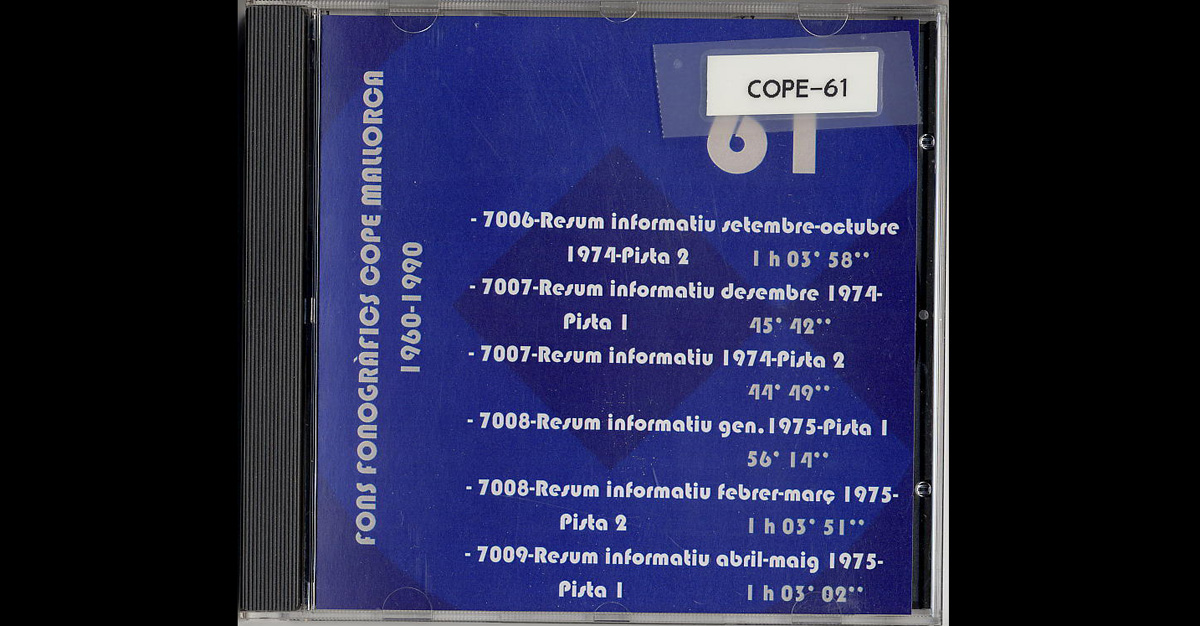 COPE-61
61
FONS FONOGRÀFICS COPE MALLORCA
1960-1990
- 7006-Resum informatiu setembre-octubre
1974-Pista 2 1 h 03' 58''
- 7007-Resum informatiu desembre 1974-
Pista 1 45' 42''
- 7007-Resum informatiu 1974-Pista 2
44' 49''
- 7008-Resum informatiu gen.1975-Pista 1
56' 14''
- 7008-Resum informatiu febrer-març 1975-
Pista 2 1 h 03' 51''
- 7009-Resum informatiu abril-maig 1975-
Pista 1 1 h 03' 02''